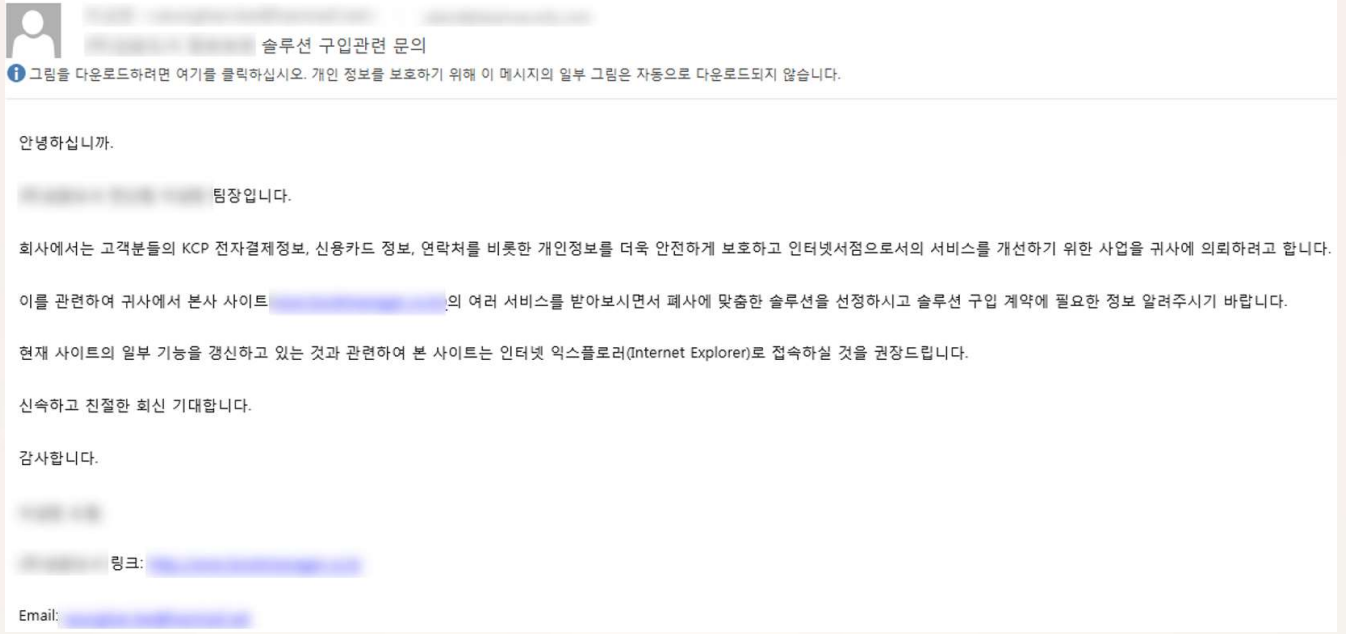 솔루션 구입관련 문의
그림을 다운로드하려면 여기를 클릭하십시오. 개인 정보를 보호하기 위해 이 메시지의 일부 그림은 자동으로 다운로드되지 않습니다.
안녕하십니까.
팀장입니다.
회사에서는 고객분들의 KCP 전자결제정보, 신용카드 정보, 연락처를 비롯한 개인정보를 더욱 안전하게 보호하고 인터넷서점으로서의 서비스를 개선하기 위한 사업을 귀사에 의뢰하려고 합니다.
이를 관련하여 귀사에서 본사 사이트의 여러 서비스를 받아보시면서 폐사에 맞춤한 솔루션을 선정하시고 솔루션 구입 계약에 필요한 정보 알려주시기 바랍니다.
현재 사이트의 일부 기능을 갱신하고 있는 것과 관련하여 본 사이트는 인터넷 익스플로러(Internet Explorer)로 접속하실 것을 권장드립니다.
신속하고 친절한 회신 기대합니다.
감사합니다.
링크:
Email: